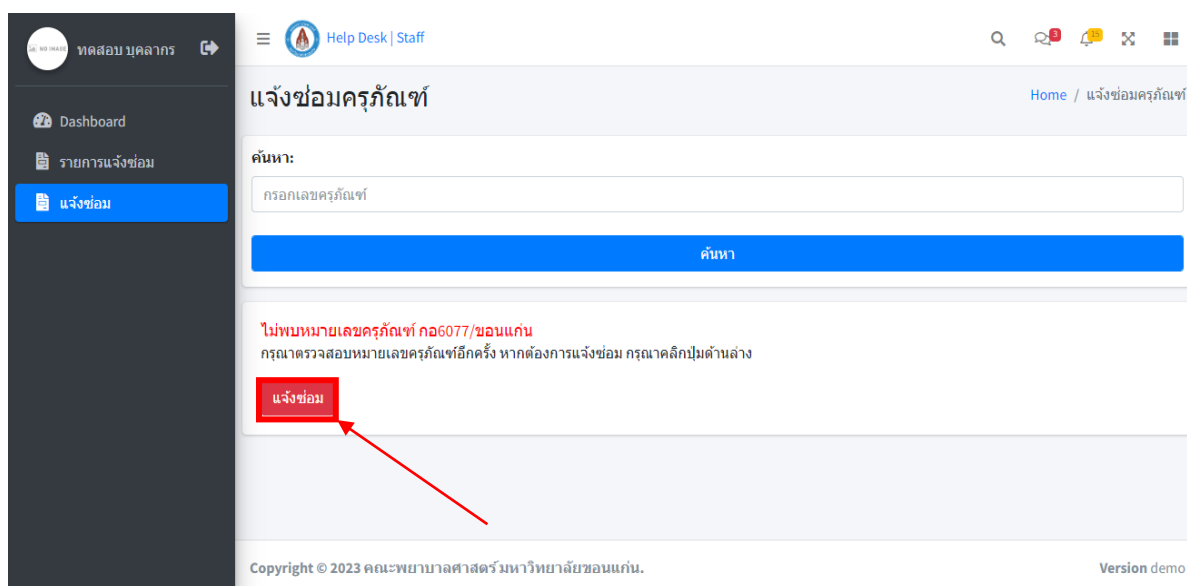 NO IMAGE
ทดสอบ บุคลากร
Dashboard
รายการแจ้งซ่อม
แจ้งซ่อม
Help Desk | Staff
3
15
แจ้งซ่อมครุภัณฑ์
Home / แจ้งซ่อมครุภัณฑ์
ค้นหา:
กรอกเลขครุภัณฑ์
ค้นหา
ไม่พบหมายเลขครุภัณฑ์ กอ6077/ขอนแก่น
กรุณาตรวจสอบหมายเลขครุภัณฑ์อีกครั้ง หากต้องการแจ้งซ่อม กรุณาคลิกปุ่มด้านล่าง
แจ้งซ่อม
Copyright © 2023 คณะพยาบาลศาสตร์ มหาวิทยาลัยขอนแก่น.
Version demo